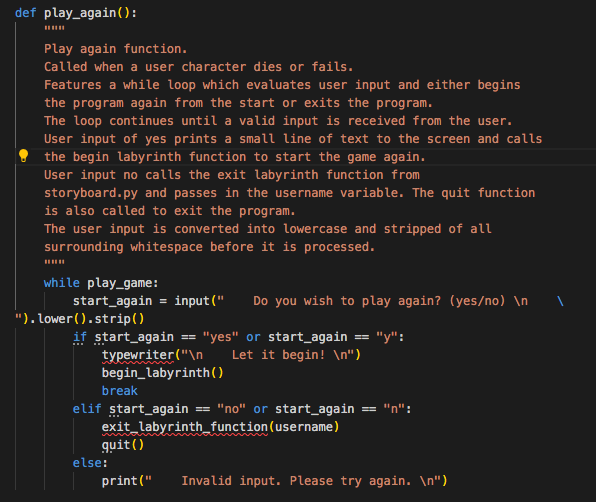 def play_again():
    """
    Play again function.
    Called when a user character dies or fails.
    Features a while loop which evaluates user input and either begins
    the program again from the start or exits the program.
    The loop continues until a valid input is received from the user.
    User input of yes prints a small line of text to the screen and calls
    the begin labyrinth function to start the game again.
    User input no calls the exit labyrinth function from
    storyboard.py and passes in the username variable. The quit function
    is also called to exit the program.
    The user input is converted into lowercase and stripped of all
    surrounding whitespace before it is processed.
    """
    while play_game:
        start_again = input("    Do you wish to play again? (yes/no) \n    \
").lower().strip()
        if start_again == "yes" or start_again == "y":
            typewriter("\n    Let it begin! \n")
            begin_labyrinth()
            break
        elif start_again == "no" or start_again == "n":
            exit_labyrinth_function(username)
            quit()
        else:
            print("    Invalid input. Please try again. \n")